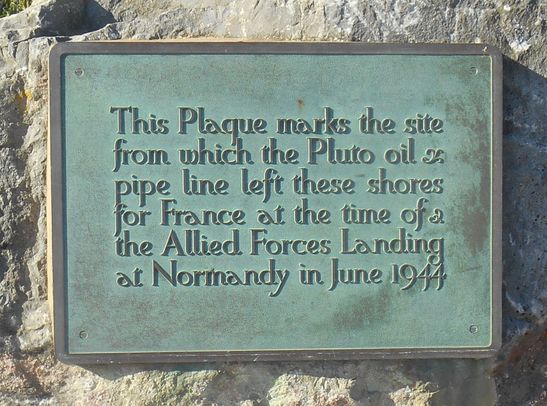 This Plaque marks the site
from which the Pluto oil
pipe line left these shores
for France at the time of
the Allied Forces Landing
at Normandy in June 1944